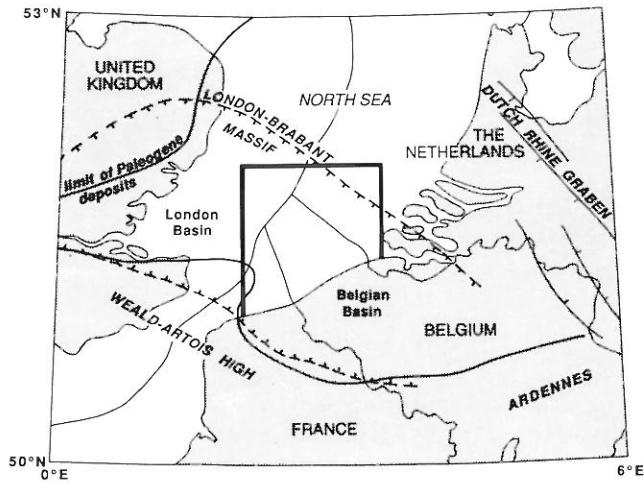 53°N
UNITED
KINGDOM
NORTH SEA
LONDON-BRABANT
MASSIF
DUTCH RHINE GRABEN
THE
NETHERLANDS
limit of Paleogene
deposits
London
Basin
Belgian
Basin
BELGIUM
WEALD-ARTOIS HIGH
ARDENNES
FRANCE
50°N
0°E
6°E